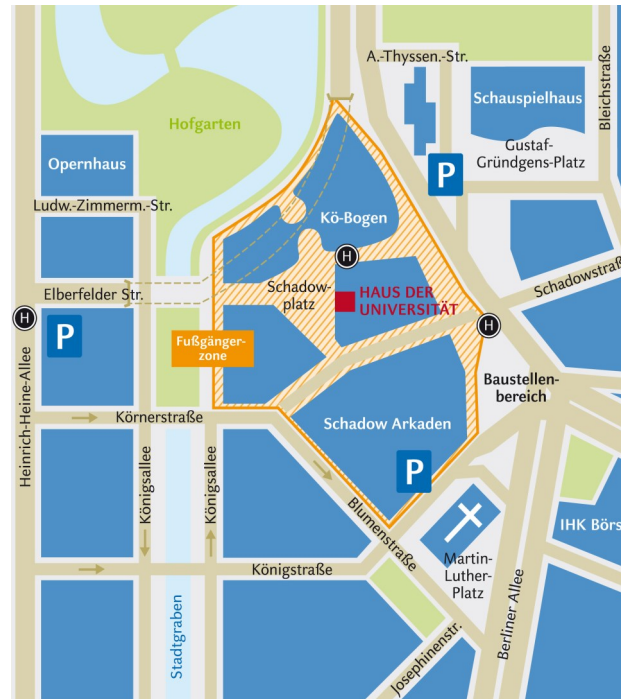 A.-Thyssen.-Str.
Schauspielhaus
Bleichstraße
Gustaf-
Gründgens-Platz
Hofgarten
Opernhaus
P
Ludw.-Zimmerm.-Str.
Kö-Bogen
H
Schadow-
platz
HAUS DER
UNIVERSITÄT
Schadowstra
Elberfelder Str.
H
P
H
Fußgänger-
zone
Baustellen-
bereich
Heinrich-Heine-Allee
Körnerstraße
Schadow Arkaden
P
Königsallee
Königsallee
Blumenstraße
IHK Börs
Martin-
Luther-
Platz
Königstraße
Stadtgraben
Berliner Allee
Josephinenstr.